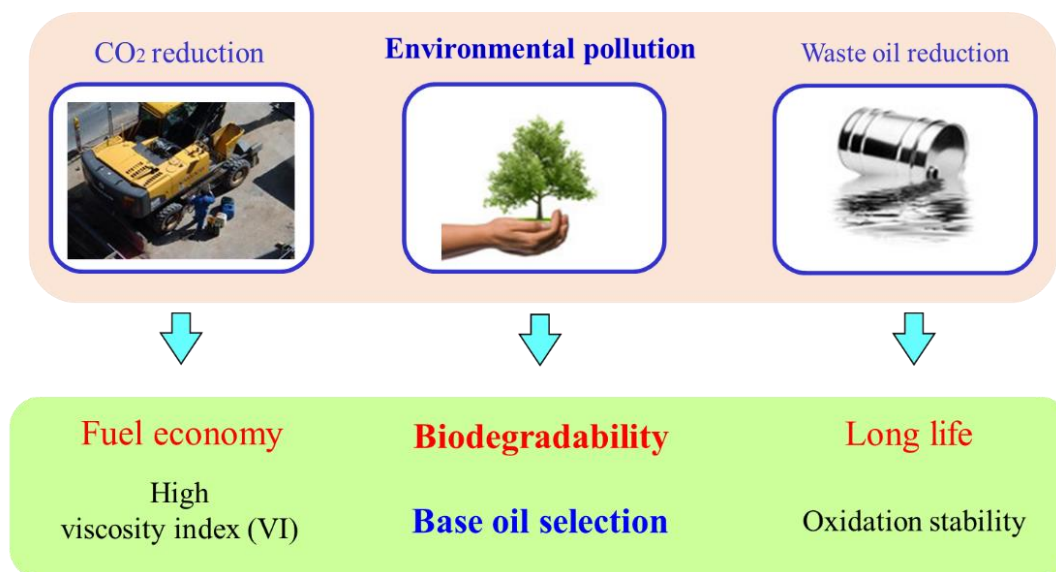 CO2 reduction
Environmental pollution
Waste oil reduction
Fuel economy
Biodegradability
Long life
High
viscosity index (VI)
Base oil selection
Oxidation stability